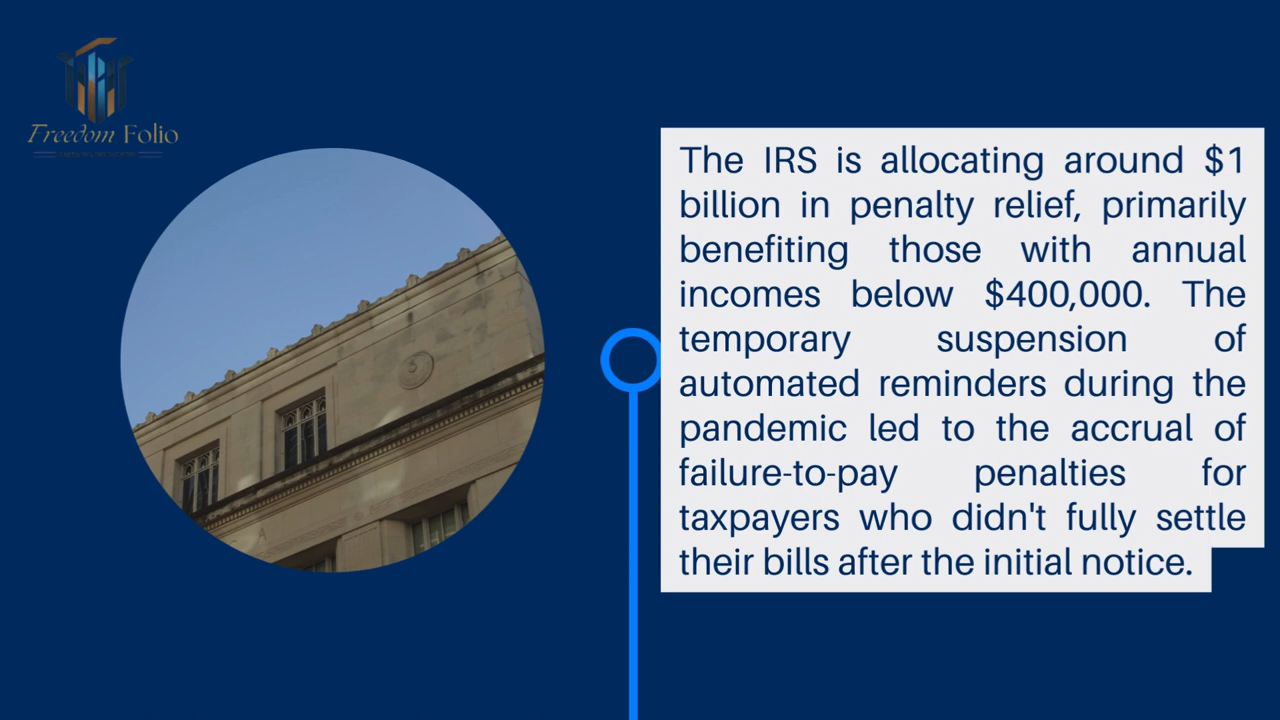 Freedom Folio
The IRS is allocating around $1
billion in penalty relief, primarily
benefiting those with annual
incomes below $400,000. The
temporary suspension of
automated reminders during the
pandemic led to the accrual of
failure-to-pay penalties for
taxpayers who didn't fully settle
their bills after the initial notice.